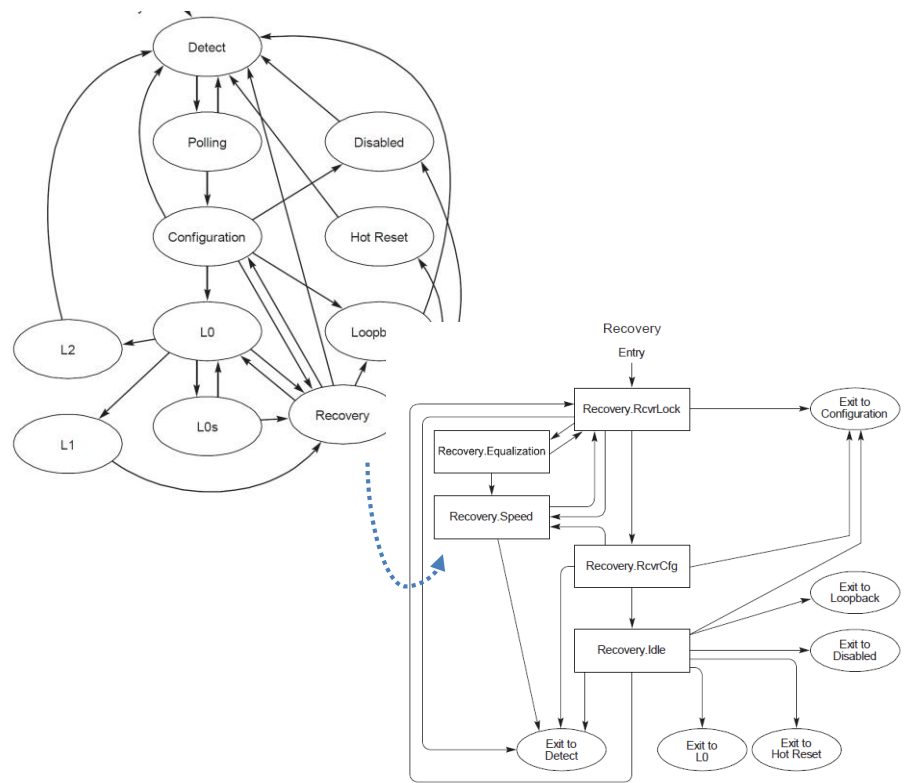 Detect
Polling
Disabled
Configuration
Hot Reset
L0
L2
L0s
Recovery
L1
Recovery
Entry
Recovery.RcvrLock
Exit to
Configuration
Recovery.Equalization
Recovery.Speed
Recovery.RcvrCfg
Exit to
Loopback
Recovery.Idle
Exit to
Disabled
Exit to
Detect
Exit to
L0
Exit to
Hot Reset